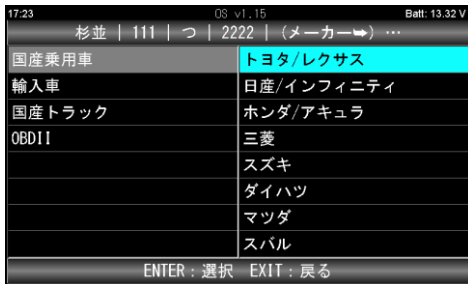 17:23 OS v1.15 Batt: 13.32 V
杉並 | 111 | つ | 2222 | (メーカー➡) …
国産乗用車 トヨタ/レクサス
輸入車 日産/インフィニティ
国産トラック ホンダ/アキュラ
OBDII 三菱
スズキ
ダイハツ
マツダ
スバル
ENTER：選択 EXIT：戻る